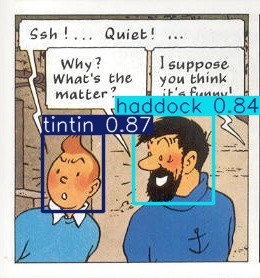 Ssh!... Quiet! ...
Why?
What's the
matter?
I suppose
you think
it's funny!
haddock 0.84
tintin 0.87